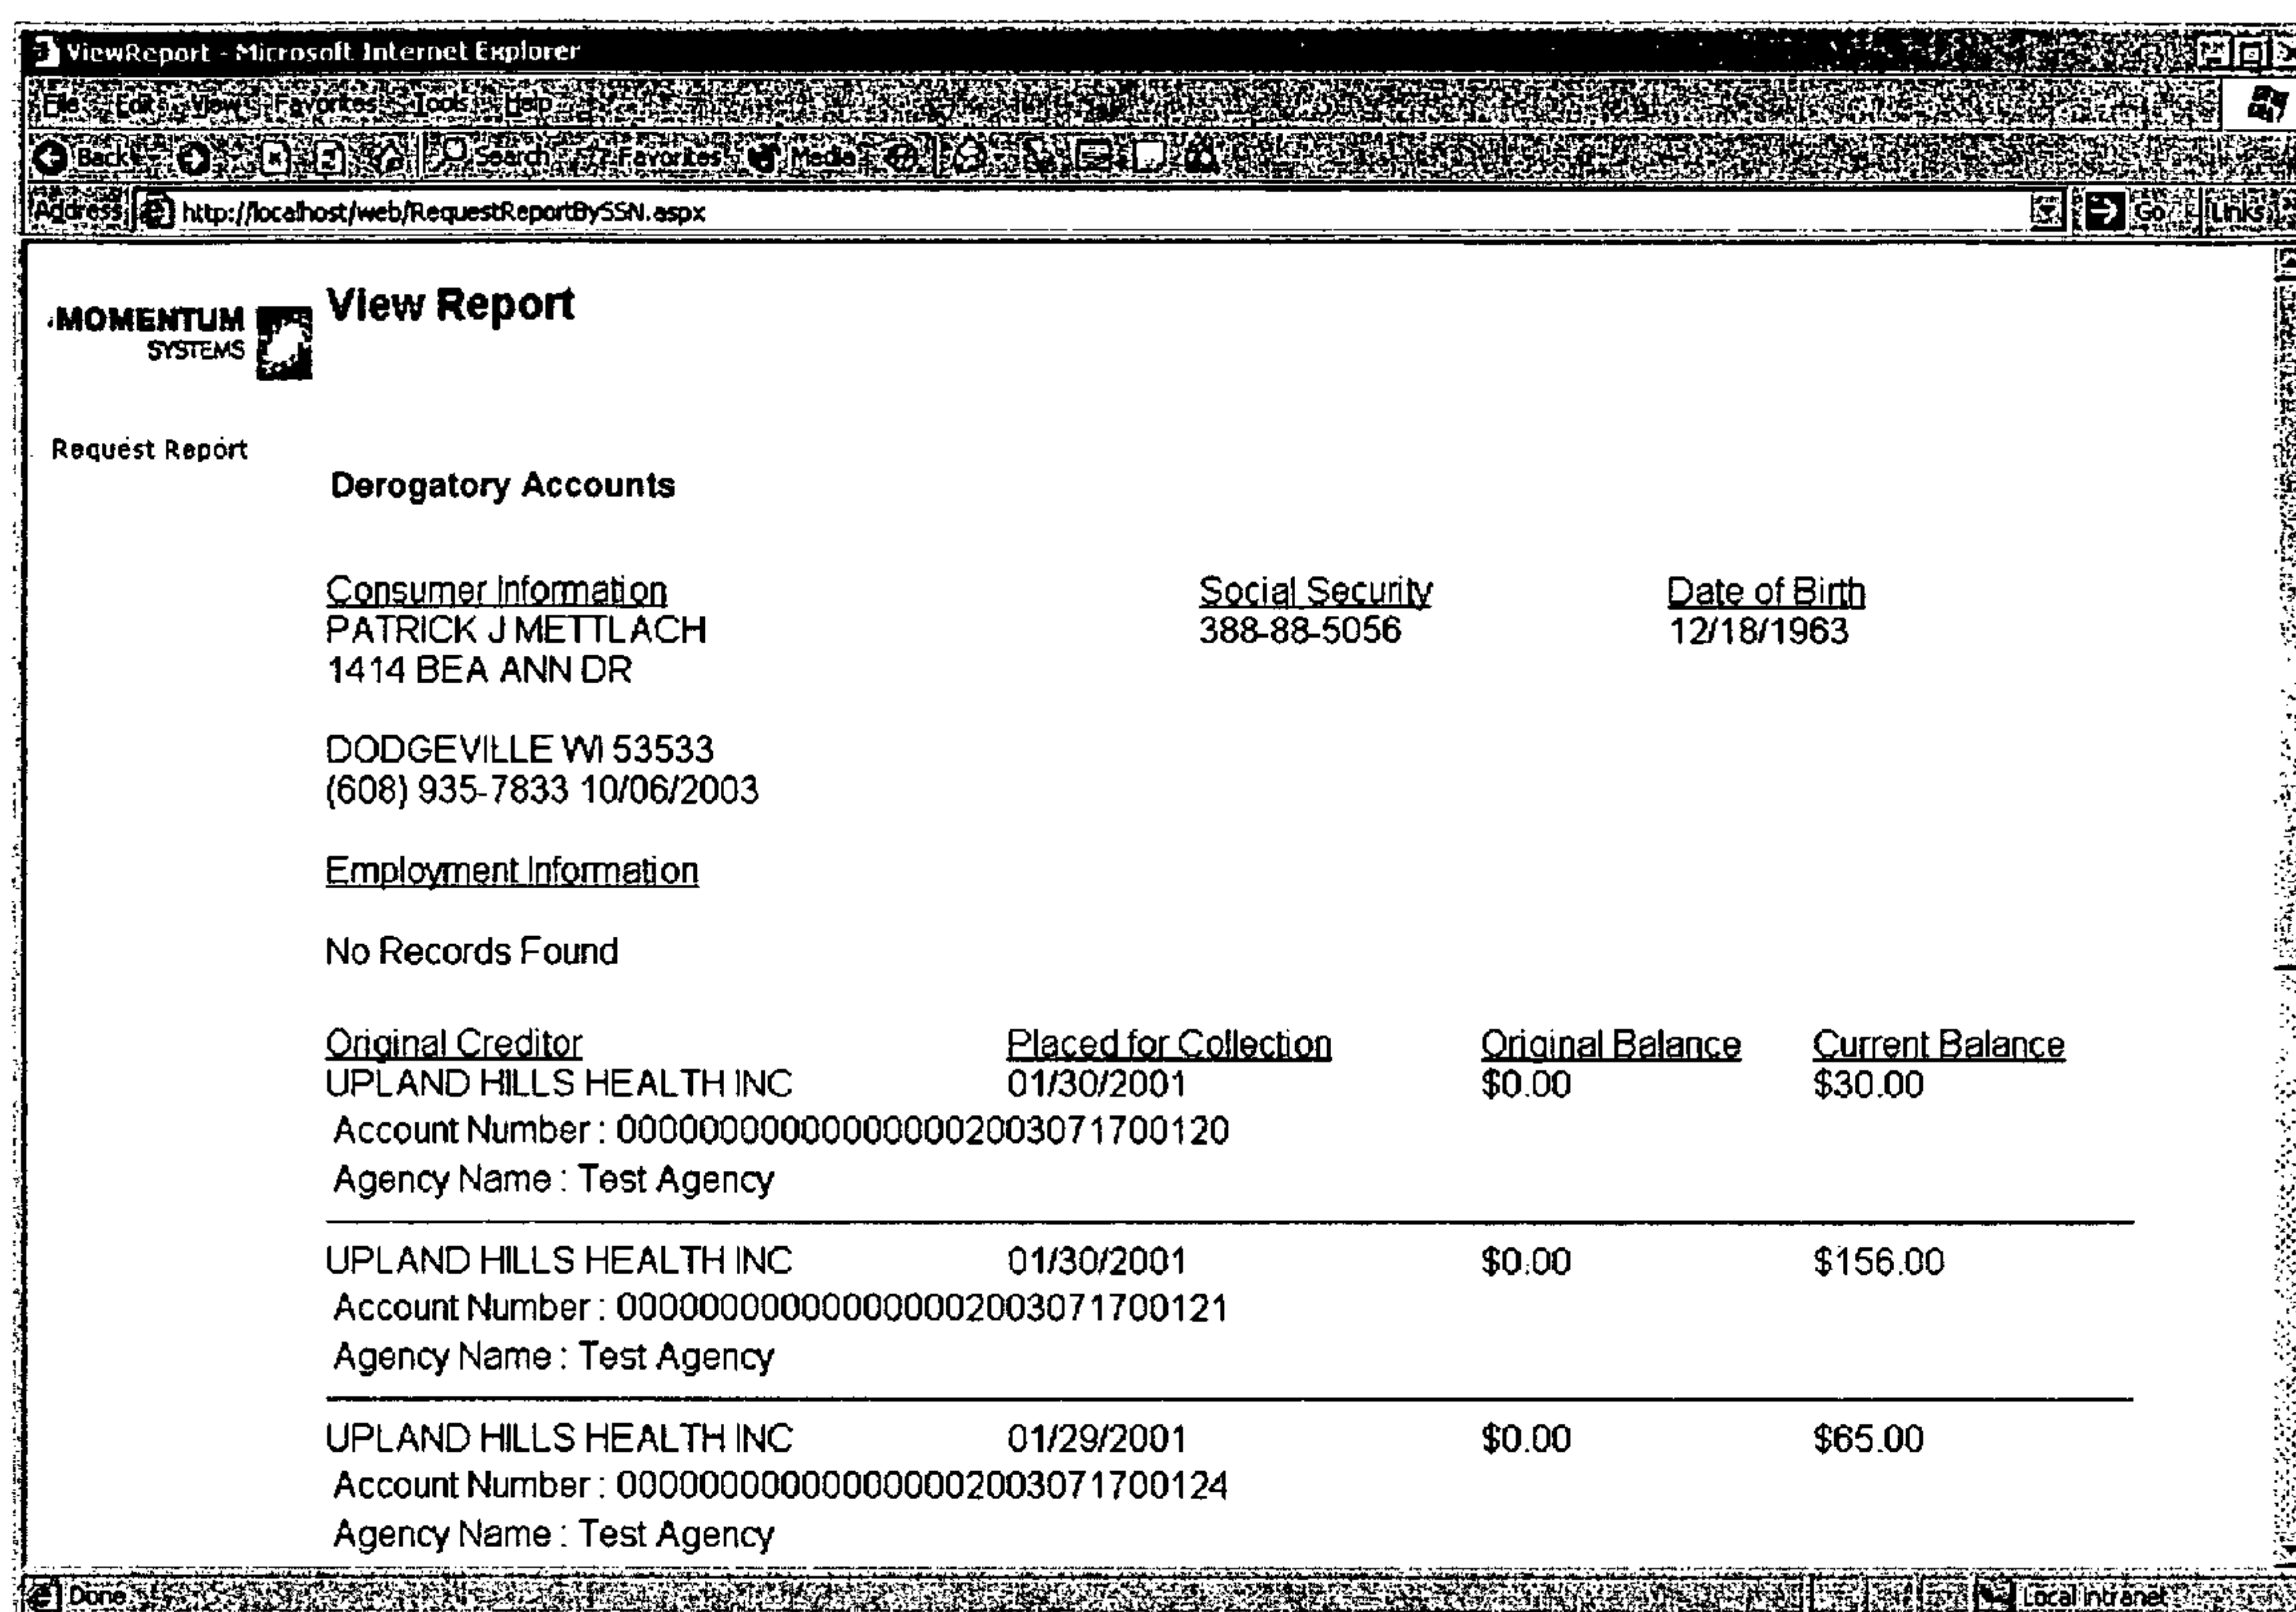 ViewReport - Microsoft Internet Explorer
File Edit View Favorites Tools Help
Back Search Favorites Media
Address http://localhost/web/RequestReportBySSN.aspx Go Links
MOMENTUM
SYSTEMS
View Report
Request Report
Derogatory Accounts
Consumer Information Social Security Date of Birth
PATRICK J METTLACH 388-88-5056 12/18/1963
1414 BEA ANN DR
DODGEVILLE WI 53533
(608) 935-7833 10/06/2003
Employment Information
No Records Found
Original Creditor Placed for Collection Original Balance Current Balance
UPLAND HILLS HEALTH INC 01/30/2001 $0.00 $30.00
Account Number : 000000000000000002003071700120
Agency Name : Test Agency
UPLAND HILLS HEALTH INC 01/30/2001 $0.00 $156.00
Account Number : 000000000000000002003071700121
Agency Name : Test Agency
UPLAND HILLS HEALTH INC 01/29/2001 $0.00 $65.00
Account Number : 000000000000000002003071700124
Agency Name : Test Agency
Done Local intranet